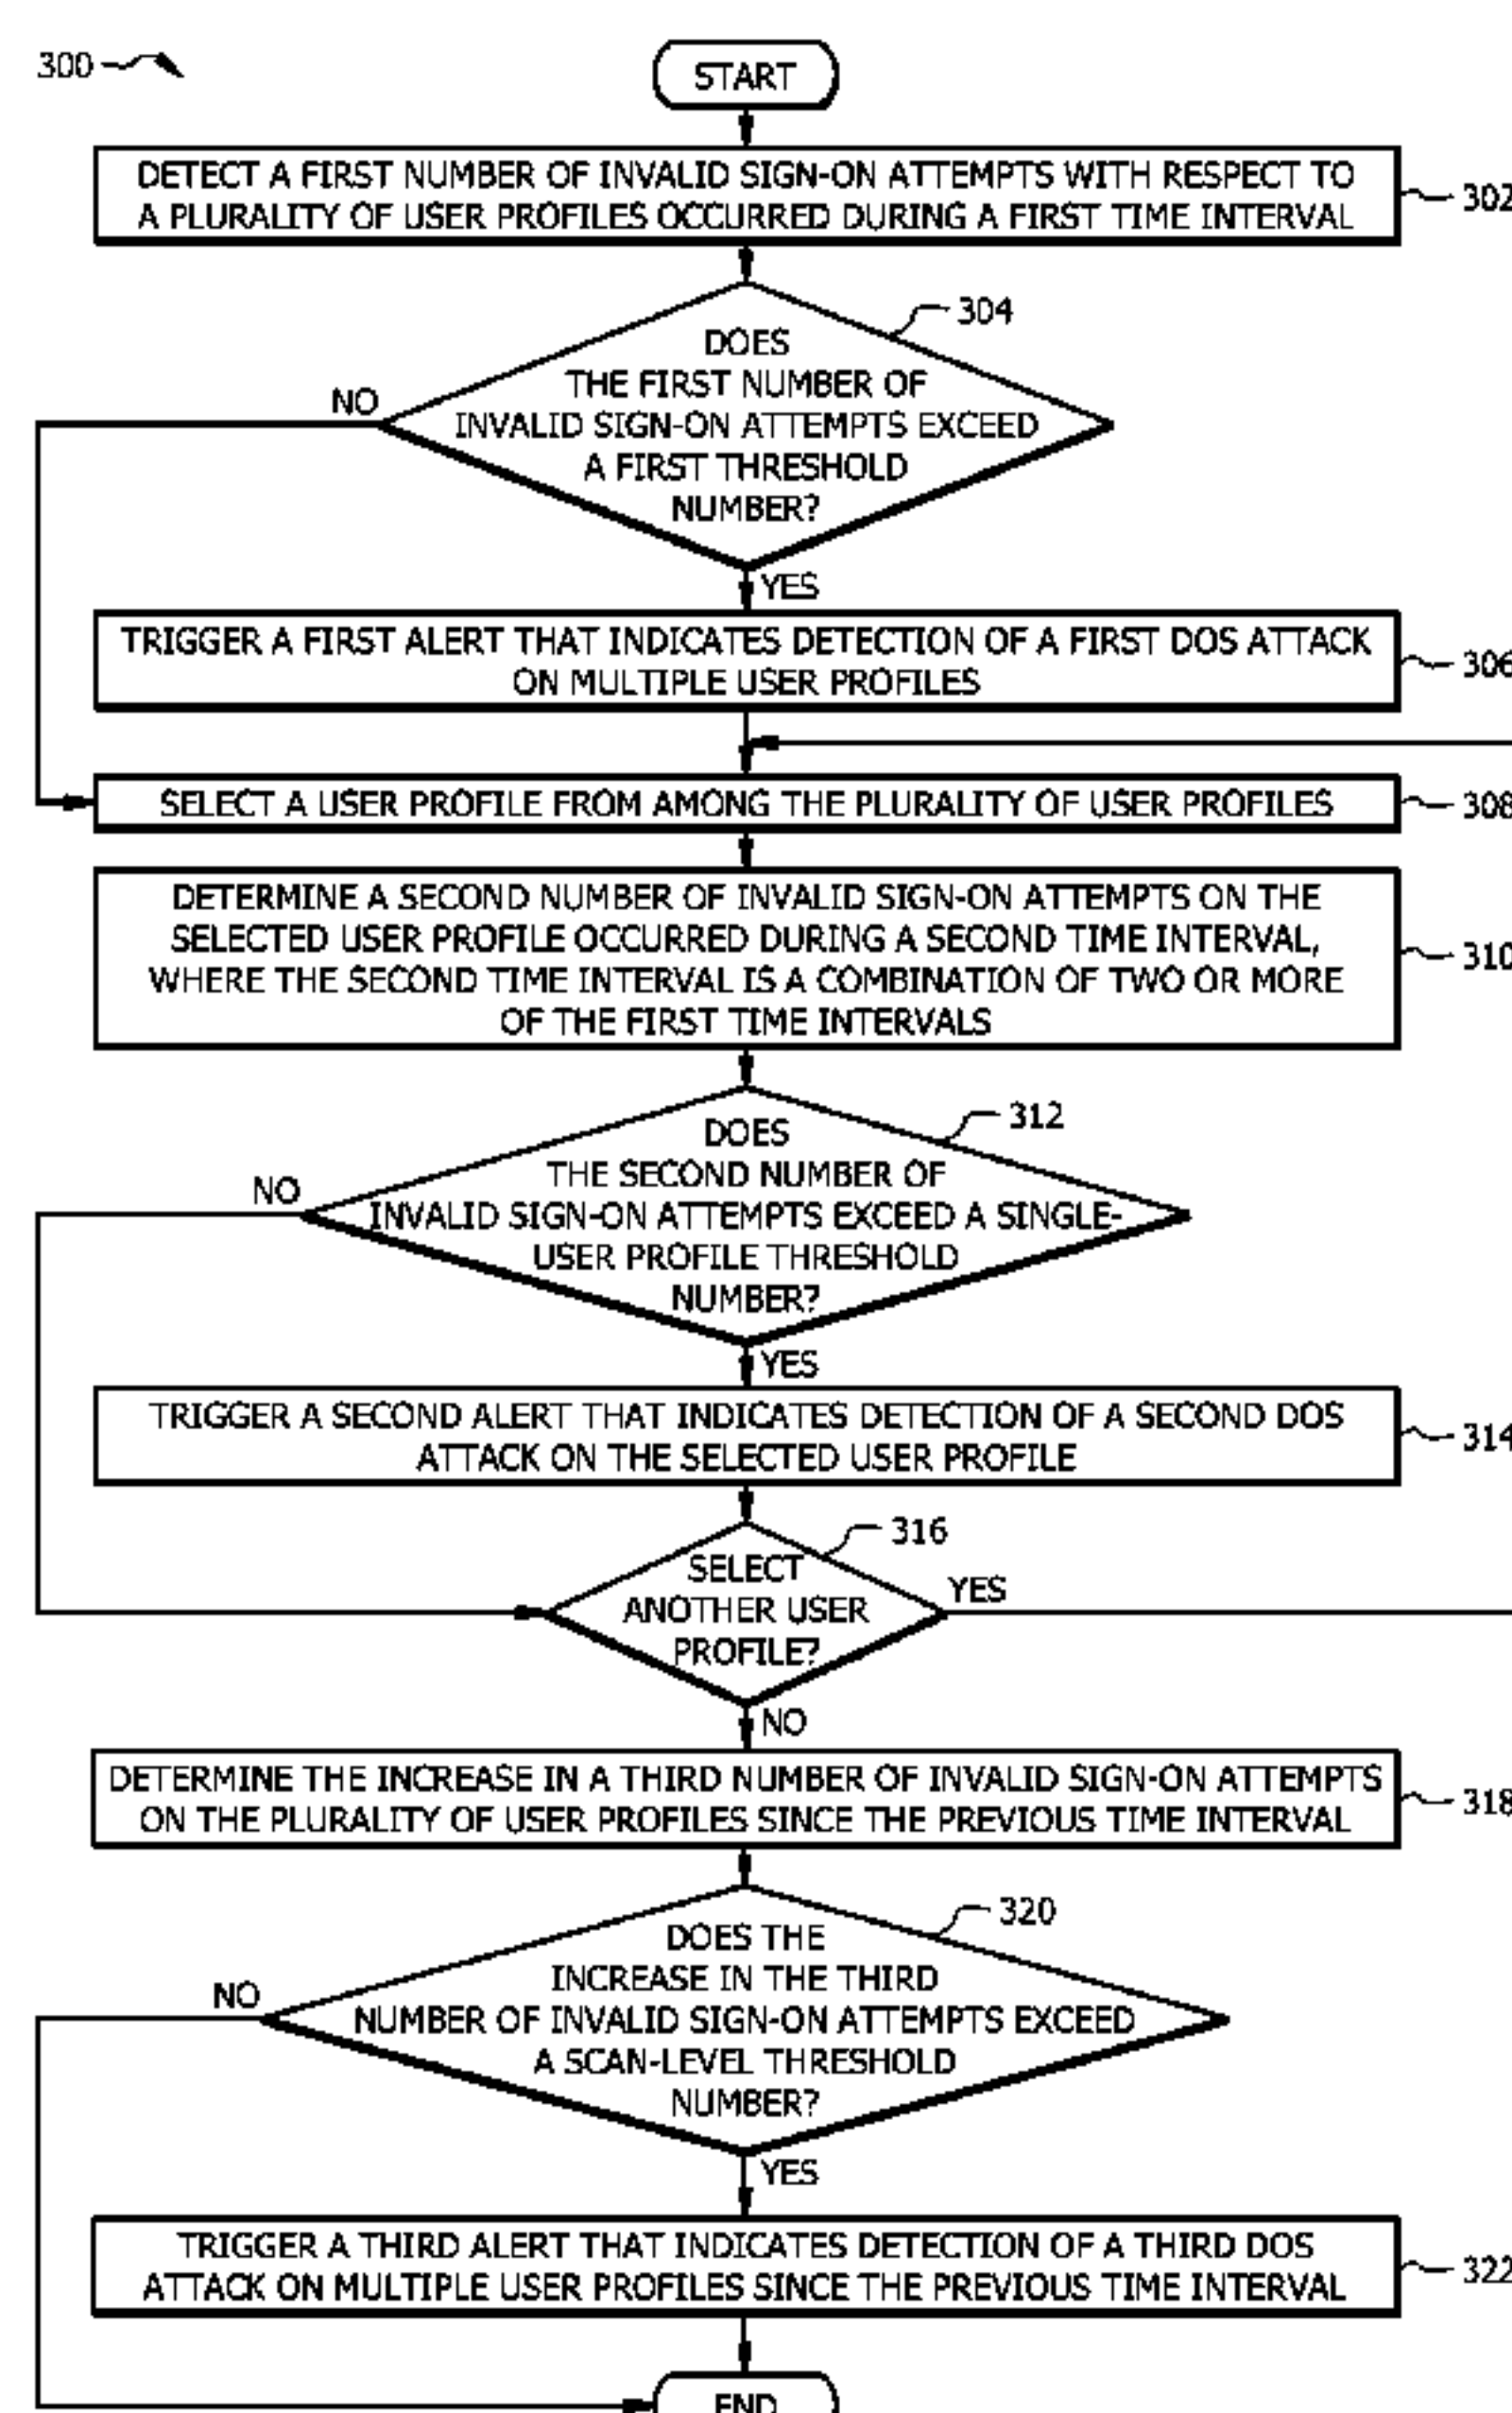 300
START
DETECT A FIRST NUMBER OF INVALID SIGN-ON ATTEMPTS WITH RESPECT TO
A PLURALITY OF USER PROFILES OCCURRED DURING A FIRST TIME INTERVAL
302
304
DOES
THE FIRST NUMBER OF
INVALID SIGN-ON ATTEMPTS EXCEED
A FIRST THRESHOLD
NUMBER?
NO
YES
TRIGGER A FIRST ALERT THAT INDICATES DETECTION OF A FIRST DOS ATTACK
ON MULTIPLE USER PROFILES
306
SELECT A USER PROFILE FROM AMONG THE PLURALITY OF USER PROFILES
308
DETERMINE A SECOND NUMBER OF INVALID SIGN-ON ATTEMPTS ON THE
SELECTED USER PROFILE OCCURRED DURING A SECOND TIME INTERVAL,
WHERE THE SECOND TIME INTERVAL IS A COMBINATION OF TWO OR MORE
OF THE FIRST TIME INTERVALS
310
312
DOES
THE SECOND NUMBER OF
INVALID SIGN-ON ATTEMPTS EXCEED A SINGLE-
USER PROFILE THRESHOLD
NUMBER?
NO
YES
TRIGGER A SECOND ALERT THAT INDICATES DETECTION OF A SECOND DOS
ATTACK ON THE SELECTED USER PROFILE
314
316
SELECT
ANOTHER USER
PROFILE?
YES
NO
DETERMINE THE INCREASE IN A THIRD NUMBER OF INVALID SIGN-ON ATTEMPTS
ON THE PLURALITY OF USER PROFILES SINCE THE PREVIOUS TIME INTERVAL
318
320
DOES THE
INCREASE IN THE THIRD
NUMBER OF INVALID SIGN-ON ATTEMPTS EXCEED
A SCAN-LEVEL THRESHOLD
NUMBER?
NO
YES
TRIGGER A THIRD ALERT THAT INDICATES DETECTION OF A THIRD DOS
ATTACK ON MULTIPLE USER PROFILES SINCE THE PREVIOUS TIME INTERVAL
322
END